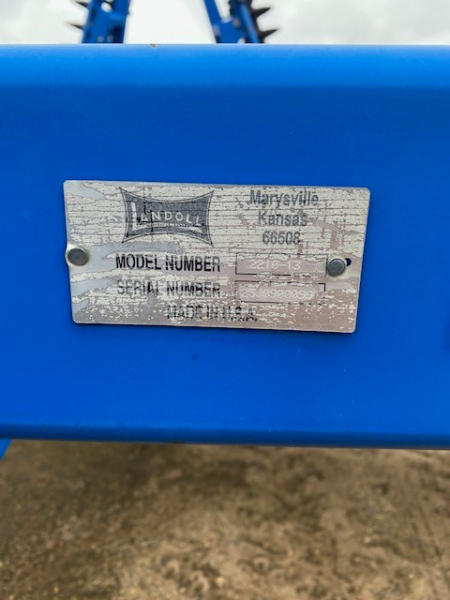 LANDOLL
Marysville
Kansas
66508
MODEL NUMBER
SERIAL NUMBER
MADE IN U.S.A.